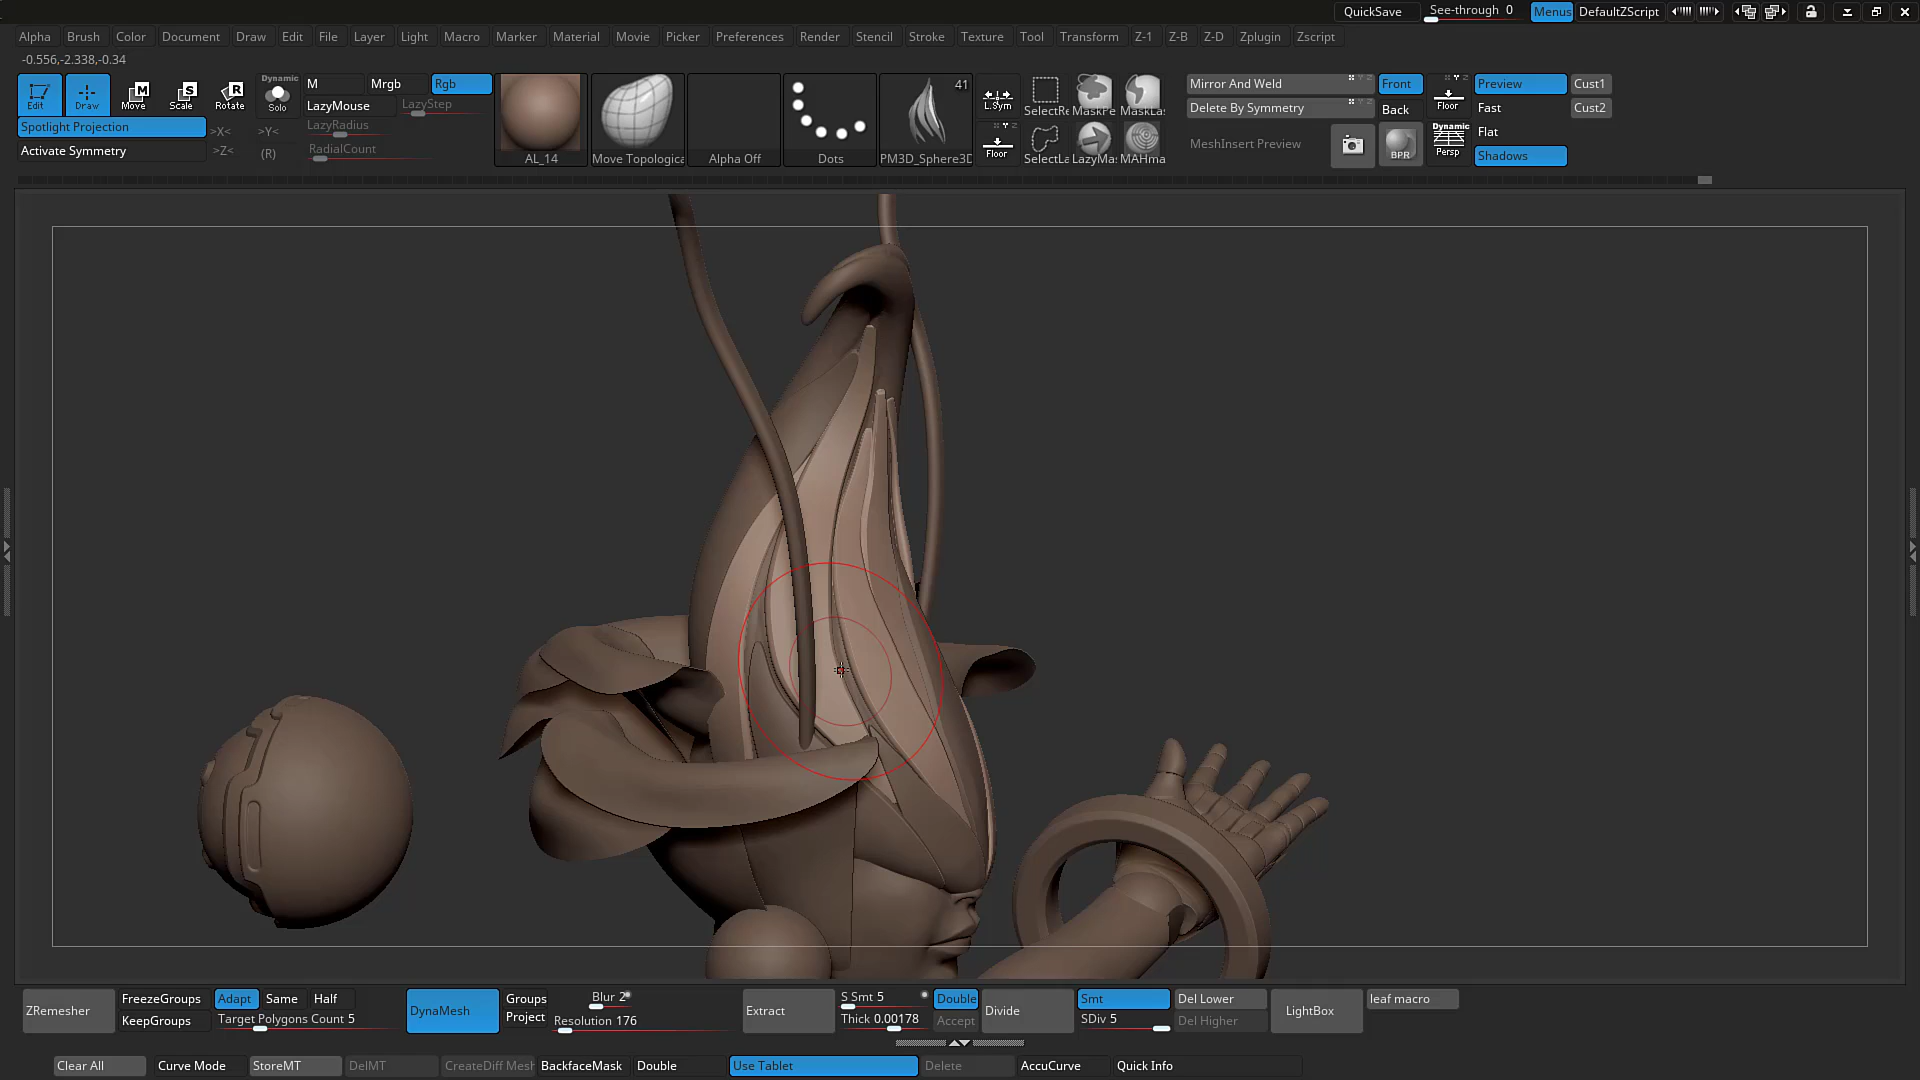 QuickSave See-through 0 Menus DefaultZScript
Alpha Brush Color Document Draw Edit File Layer Light Macro Marker Material Movie Picker Preferences Render Stencil Stroke Texture Tool Transform Z-1 Z-B Z-D Zplugin Zscript
-0.556,-2.338,-0.34
Edit Draw Move Scale Rotate Dynamic Solo M Mrgb Rgb
LazyMouse LazyStep
Spotlight Projection >X< >Y< LazyRadius
Activate Symmetry >Z< (R) RadialCount
AL_14 Move Topologica Alpha Off Dots 41 PM3D_Sphere3D
L.Sym SelectRe MaskPe MaskLas
Floor SelectLa LazyMa MAHma
Mirror And Weld Front Floor Preview Cust1
Delete By Symmetry Back Fast Cust2
MeshInsert Preview BPR Dynamic Persp Flat
Shadows
ZRemesher FreezeGroups Adapt Same Half DynaMesh Groups Blur 2 Extract S Smt 5 Double Divide Smt Del Lower LightBox leaf macro
KeepGroups Target Polygons Count 5 Project Resolution 176 Thick 0.00178 Accept SDiv 5 Del Higher
Clear All Curve Mode StoreMT DelMT CreateDiff Mesh BackfaceMask Double Use Tablet Delete AccuCurve Quick Info